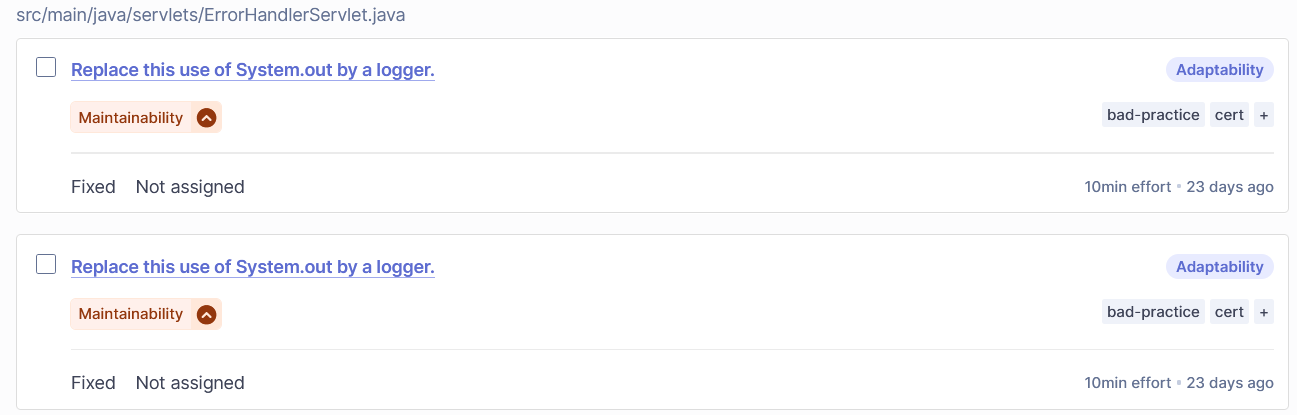 src/main/java/servlets/ErrorHandlerServlet.java
Replace this use of System.out by a logger. Adaptability
Maintainability bad-practice cert +
Fixed Not assigned 10min effort • 23 days ago
Replace this use of System.out by a logger. Adaptability
Maintainability bad-practice cert +
Fixed Not assigned 10min effort • 23 days ago